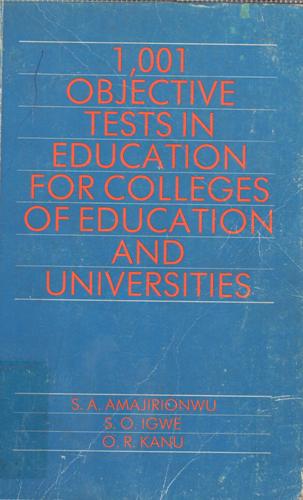 1,001
OBJECTIVE
TESTS IN
EDUCATION
FOR COLLEGES
OF EDUCATION
AND
UNIVERSITIES
S. A. AMAJIRIONWU
S. O. IGWE
O. R. KANU